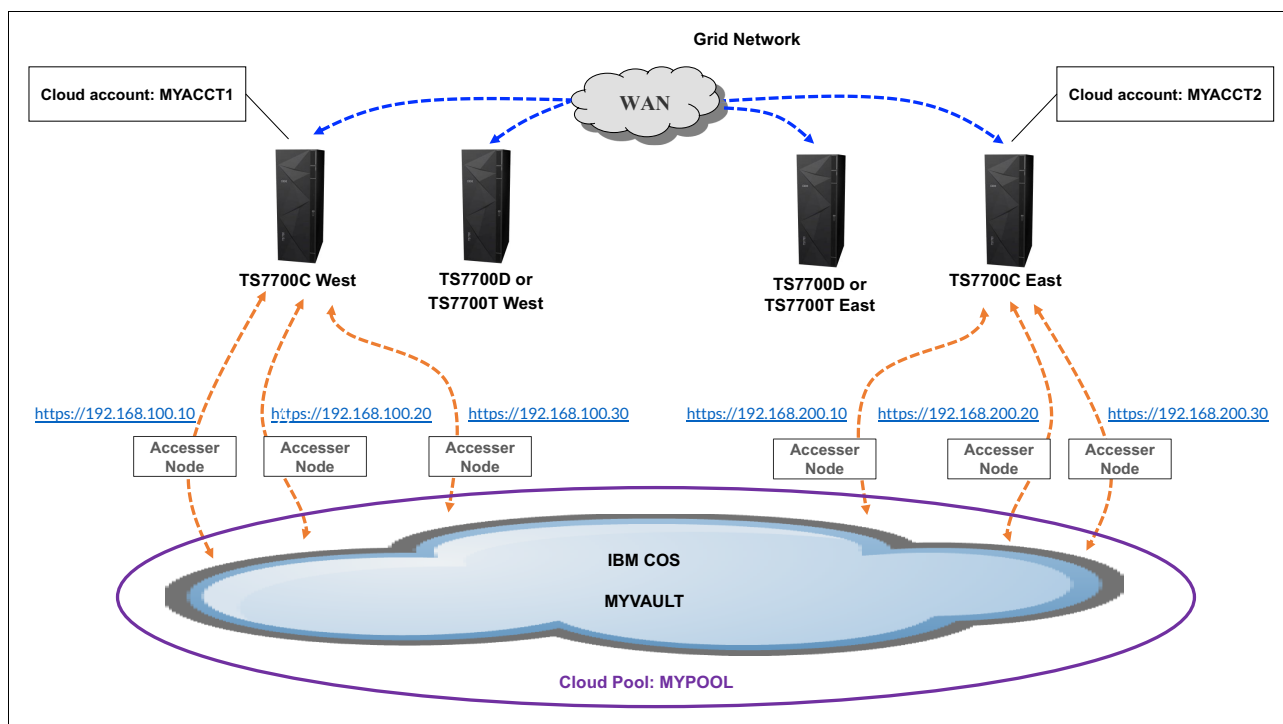 Grid Network
Cloud account: MYACCT1
WAN
Cloud account: MYACCT2
TS7700C West
TS7700D or
TS7700T West
TS7700D or
TS7700T East
TS7700C East
https://192.168.100.10
https://192.168.100.20
https://192.168.100.30
https://192.168.200.10
https://192.168.200.20
https://192.168.200.30
Accesser
Node
Accesser
Node
Accesser
Node
Accesser
Node
Accesser
Node
Accesser
Node
IBM COS
MYVAULT
Cloud Pool: MYPOOL